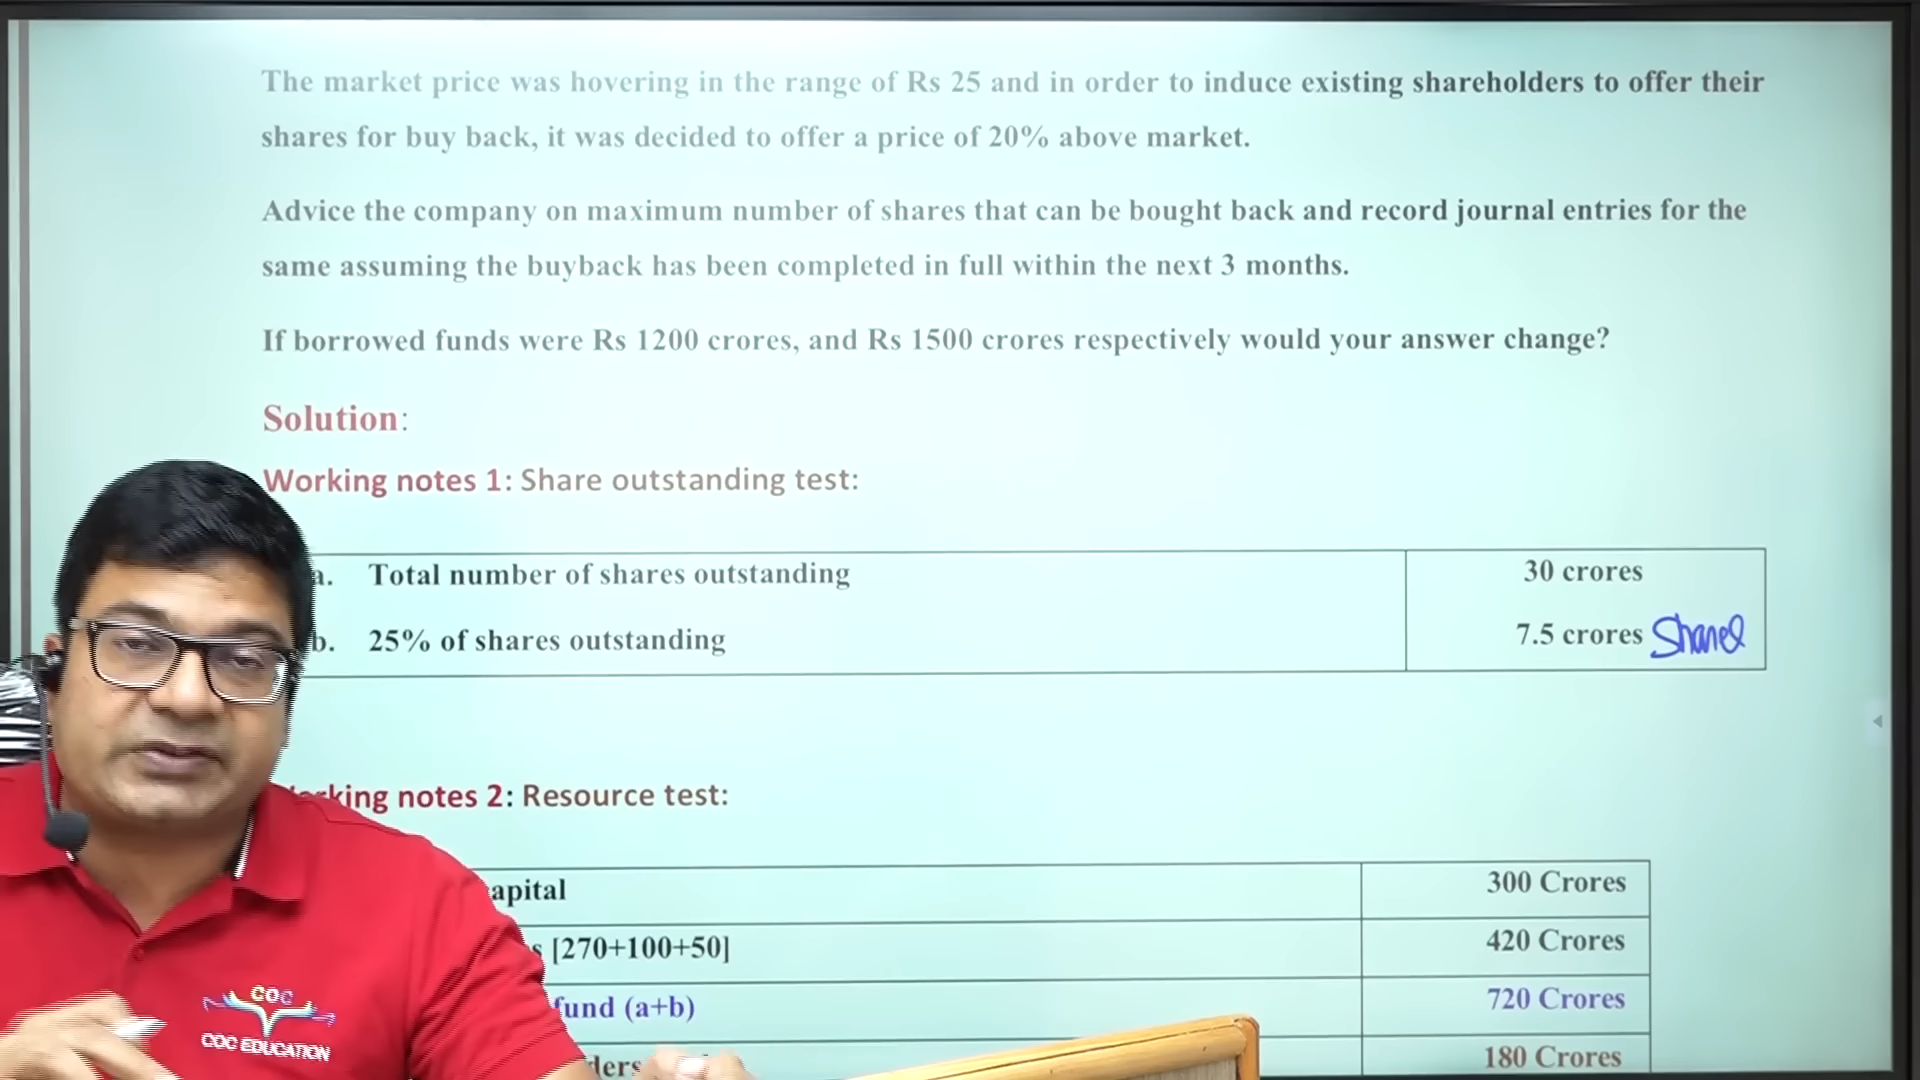 The market price was hovering in the range of Rs 25 and in order to induce existing shareholders to offer their
shares for buy back, it was decided to offer a price of 20% above market.
Advice the company on maximum number of shares that can be bought back and record journal entries for the
same assuming the buyback has been completed in full within the next 3 months.
If borrowed funds were Rs 1200 crores, and Rs 1500 crores respectively would your answer change?
Solution:
Working notes 1: Share outstanding test:
a. Total number of shares outstanding 30 crores
b. 25% of shares outstanding 7.5 crores
king notes 2: Resource test:
apital 300 Crores
s [270+100+50] 420 Crores
fund (a+b) 720 Crores
ders 180 Crores
COC
COC EDUCATION